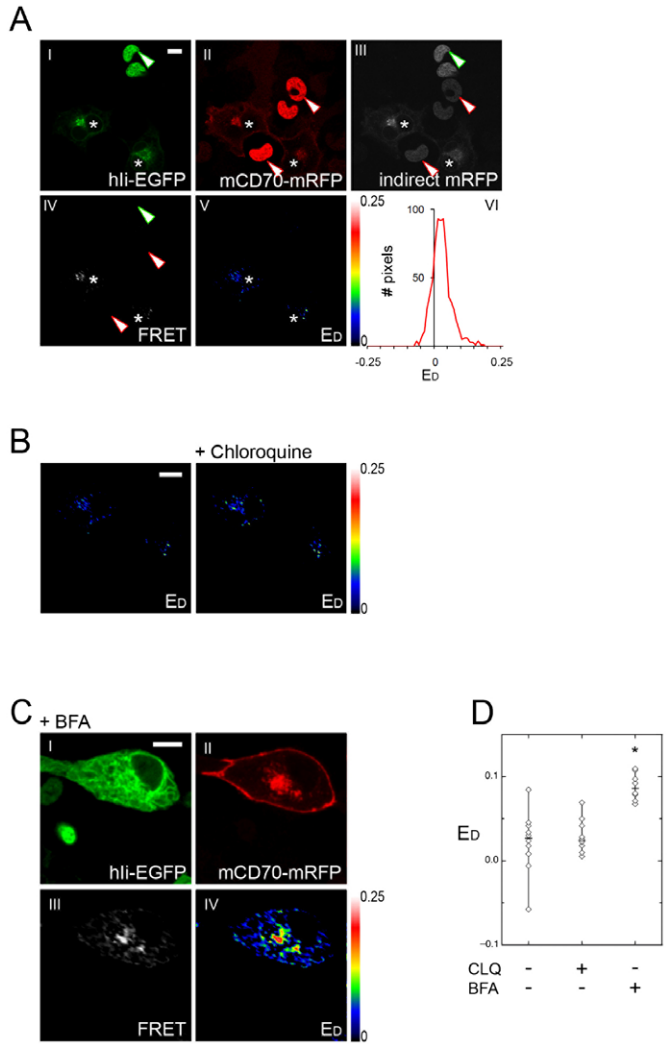 A
I
II
III
hIi-EGFP
mCD70-mRFP
indirect mRFP
IV
V
VI
FRET
ED
0.25
0
100
50
# pixels
-0.25
0
0.25
ED
B
+ Chloroquine
ED
ED
0.25
0
C
+ BFA
I
II
hIi-EGFP
mCD70-mRFP
III
IV
FRET
ED
0.25
0
D
*
0.1
ED
0.0
-0.1
CLQ - + -
BFA - - +